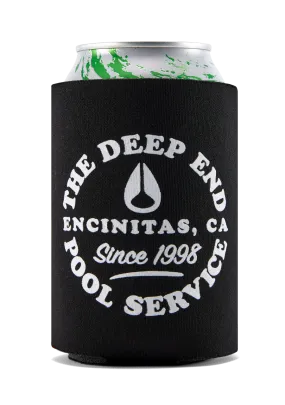 THE DEEP END
ENCINITAS, CA
Since 1998
POOL SERVICE